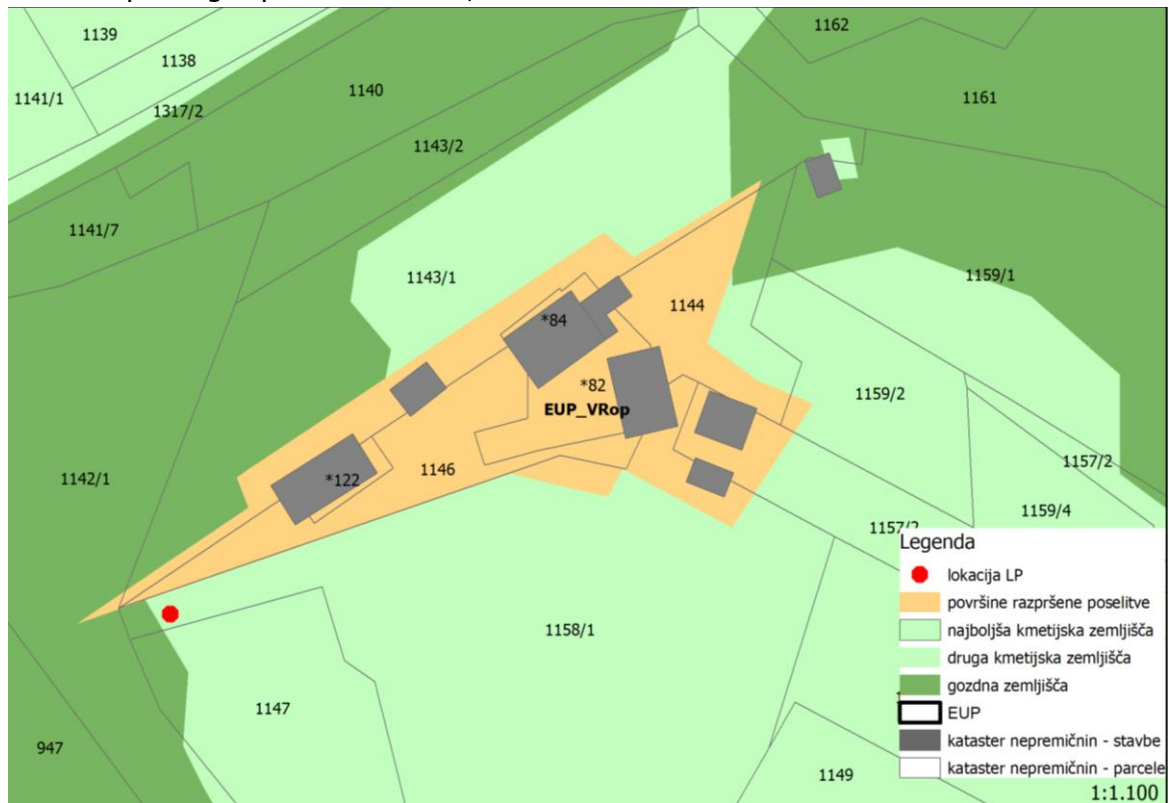 1139
1162
1138
1141/1
1140
1161
1317/2
1143/2
1141/7
1143/1
1159/1
1144
*84
*82
1159/2
EUP_VRop
1157/2
1146
1142/1
*122
1159/4
1157/2
Legenda
lokacija LP
površine razpršene poselitve
1158/1
najboljša kmetijska zemljišča
druga kmetijska zemljišča
gozdna zemljišča
1147
EUP
947
kataster nepremičnin - stavbe
1149
kataster nepremičnin - parcele
1:1.100